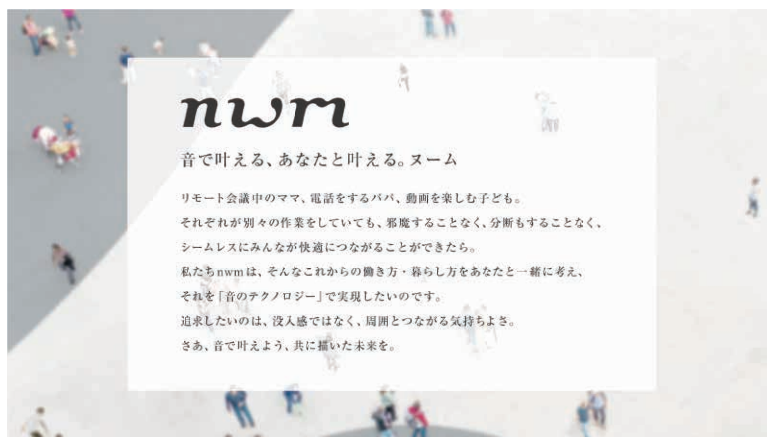 nwm
音で叶える、あなたと叶える。ヌーム
リモート会議中のママ、電話をするパパ、動画を楽しむ子ども。
それぞれが別々の作業をしていても、邪魔することなく、分断もすることなく、
シームレスにみんなが快適につながることができたら。
私たちnwmは、そんなこれからの働き方・暮らし方をあなたと一緒に考え、
それを「音のテクノロジー」で実現したいのです。
追求したいのは、没入感ではなく、周囲とつながる気持ちよさ。
さあ、音で叶えよう、共に描いた未来を。